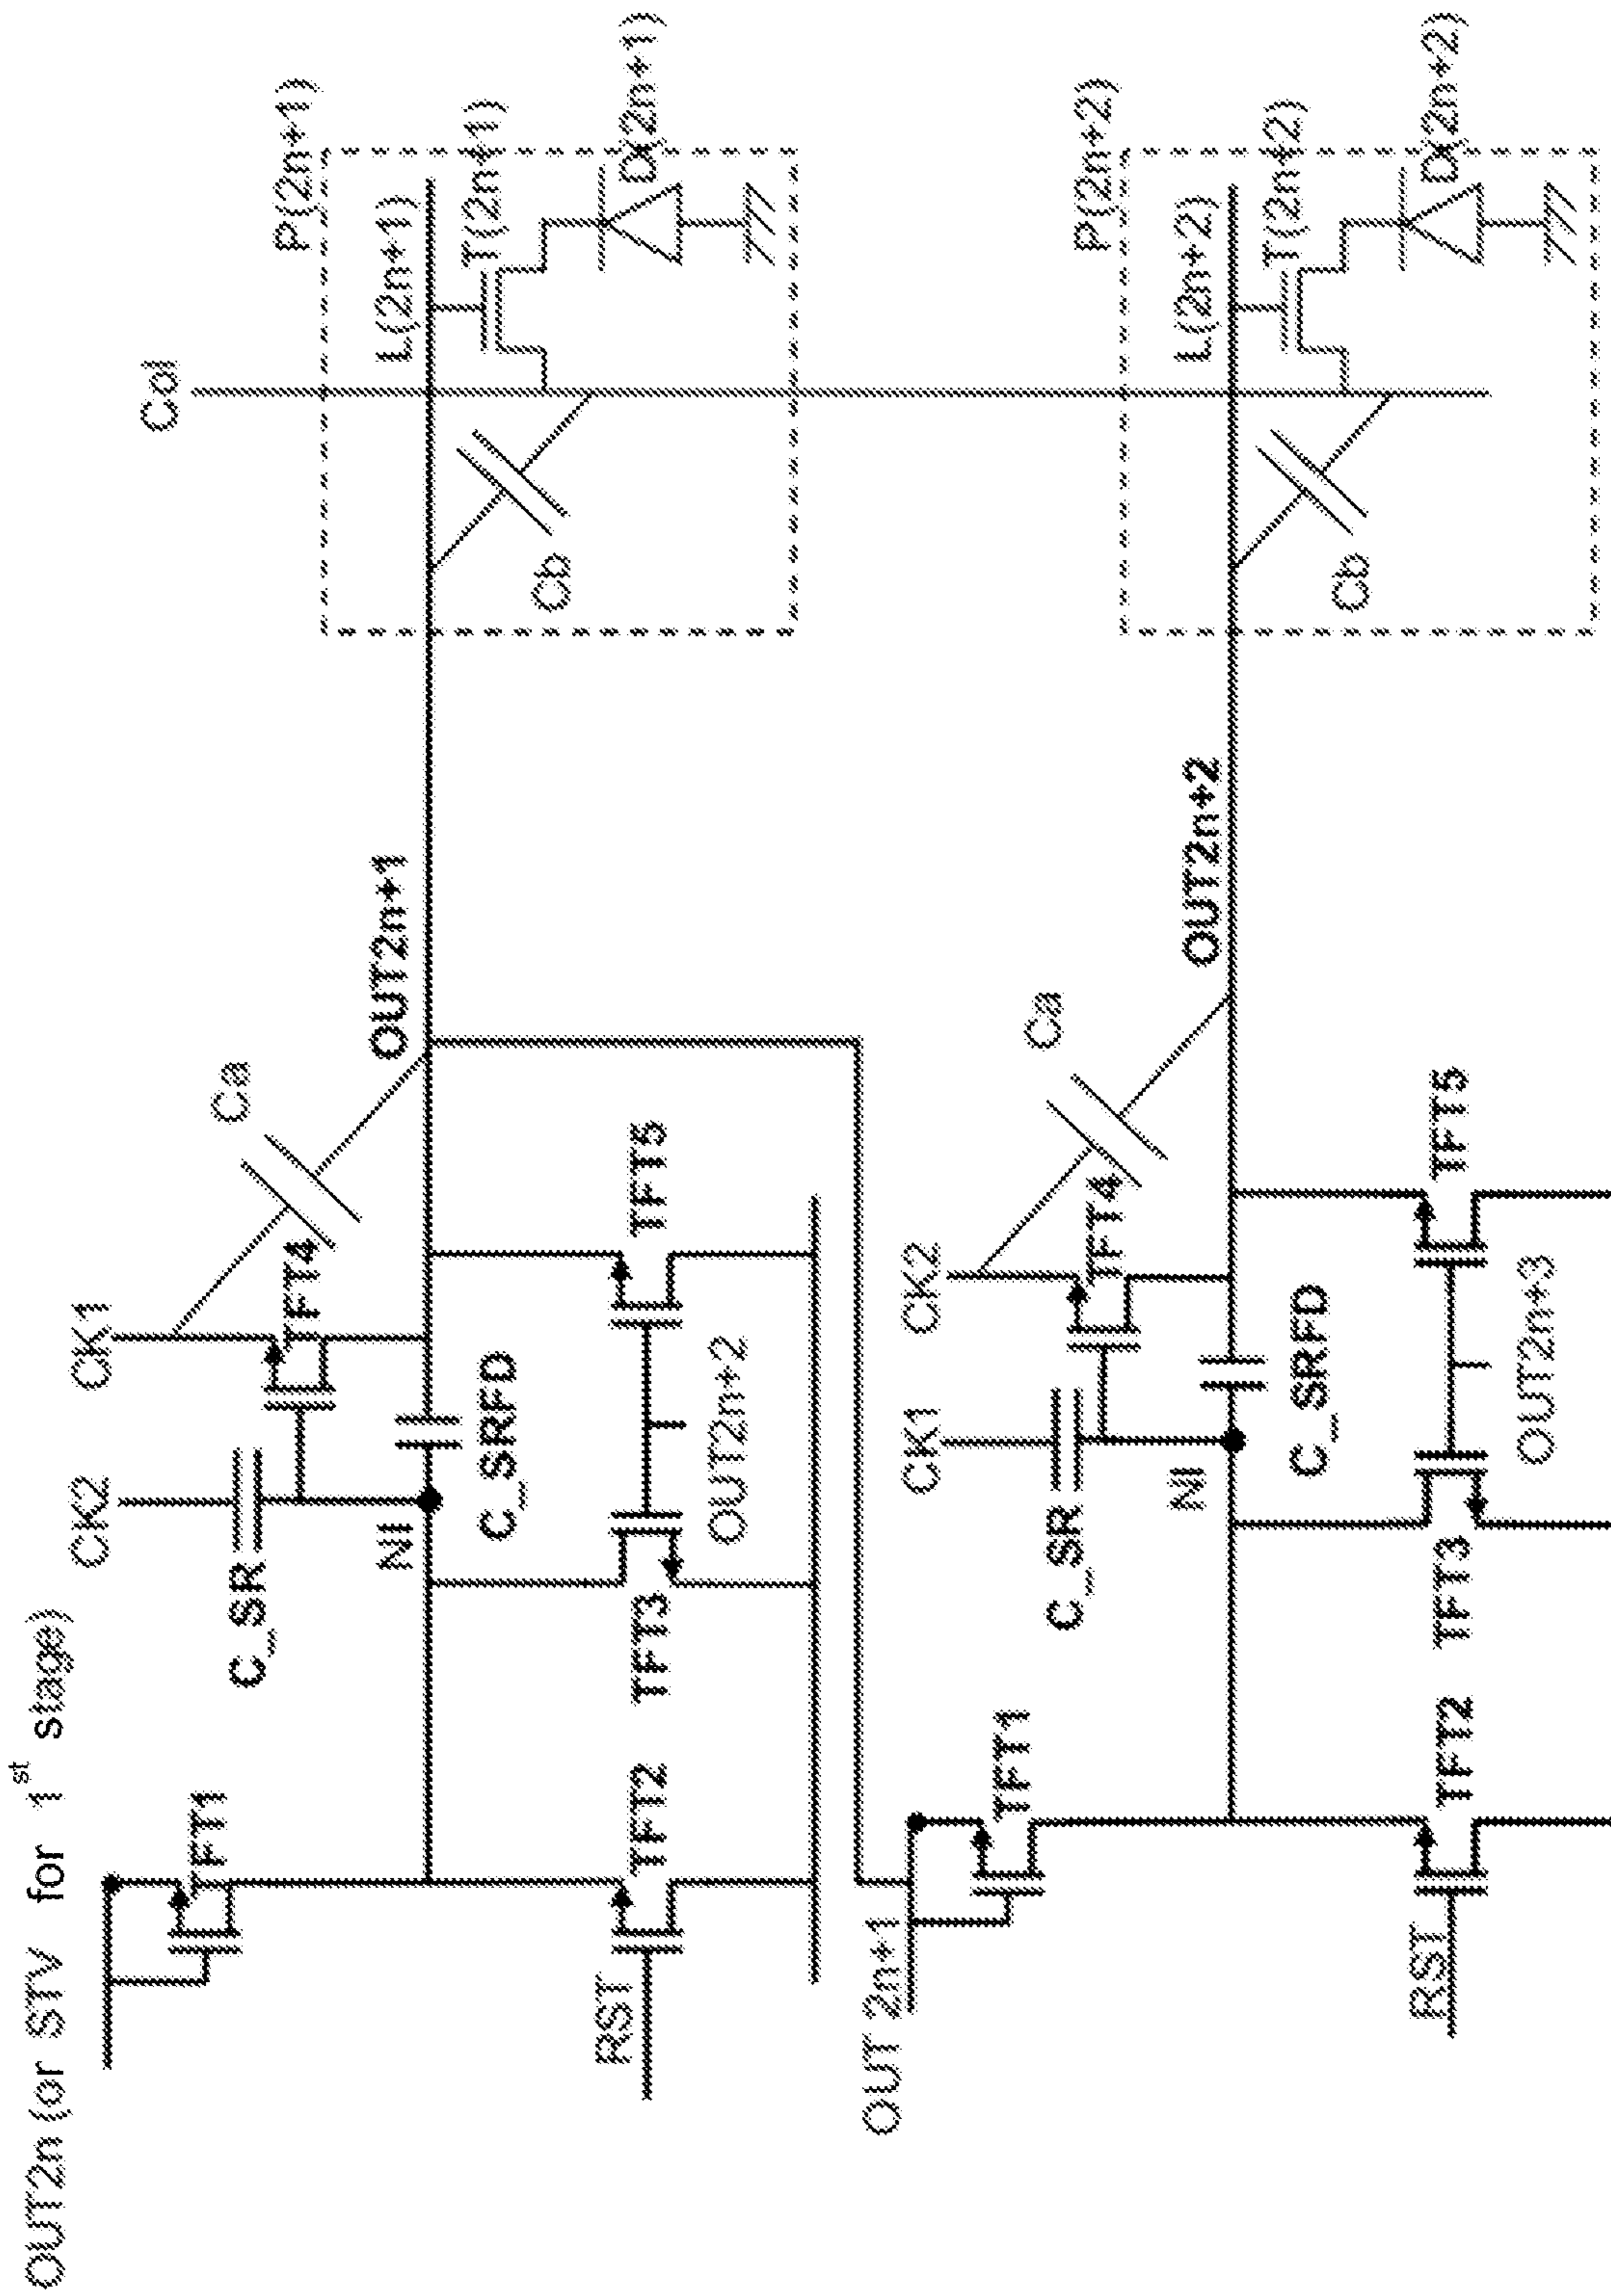 OUT2n (or STV for 1st stage)
TFT1
CK2
CK1
C_SR
TFT4
Ca
NI
OUT2n+1
C_SRFD
RST
TFT2
TFT3
OUT2n+2
TFT5
Col
P(2n+1)
L(2n+1)
T(2n+1)
Cb
D(2n+1)
OUT 2n+1
TFT1
CK1
CK2
C_SR
TFT4
Ca
NI
OUT2n+2
C_SRFD
RST
TFT2
TFT3
OUT2n+3
TFT5
P(2n+2)
L(2n+2)
T(2n+2)
Cb
D(2n+2)